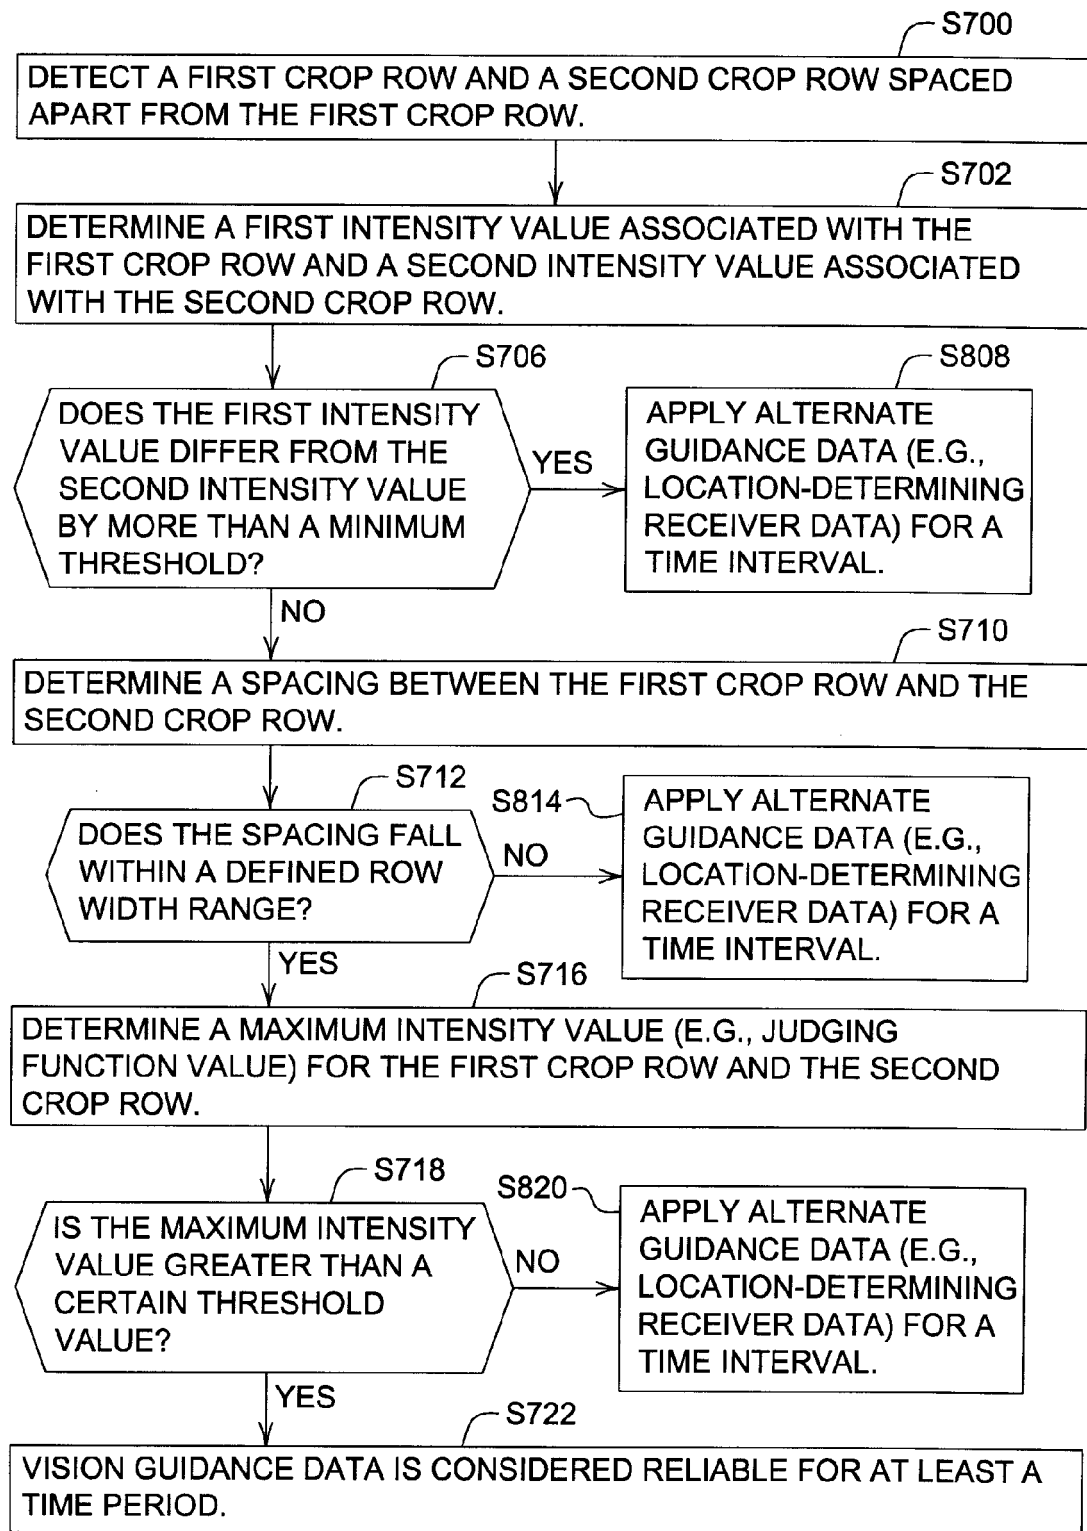 S700
DETECT A FIRST CROP ROW AND A SECOND CROP ROW SPACED
APART FROM THE FIRST CROP ROW.
S702
DETERMINE A FIRST INTENSITY VALUE ASSOCIATED WITH THE
FIRST CROP ROW AND A SECOND INTENSITY VALUE ASSOCIATED
WITH THE SECOND CROP ROW.
S706
DOES THE FIRST INTENSITY
VALUE DIFFER FROM THE
SECOND INTENSITY VALUE
BY MORE THAN A MINIMUM
THRESHOLD?
YES
S808
APPLY ALTERNATE
GUIDANCE DATA (E.G.,
LOCATION-DETERMINING
RECEIVER DATA) FOR A
TIME INTERVAL.
NO
S710
DETERMINE A SPACING BETWEEN THE FIRST CROP ROW AND THE
SECOND CROP ROW.
S712
DOES THE SPACING FALL
WITHIN A DEFINED ROW
WIDTH RANGE?
NO
S814
APPLY ALTERNATE
GUIDANCE DATA (E.G.,
LOCATION-DETERMINING
RECEIVER DATA) FOR A
TIME INTERVAL.
YES
S716
DETERMINE A MAXIMUM INTENSITY VALUE (E.G., JUDGING
FUNCTION VALUE) FOR THE FIRST CROP ROW AND THE SECOND
CROP ROW.
S718
IS THE MAXIMUM INTENSITY
VALUE GREATER THAN A
CERTAIN THRESHOLD
VALUE?
NO
S820
APPLY ALTERNATE
GUIDANCE DATA (E.G.,
LOCATION-DETERMINING
RECEIVER DATA) FOR A
TIME INTERVAL.
YES
S722
VISION GUIDANCE DATA IS CONSIDERED RELIABLE FOR AT LEAST A
TIME PERIOD.